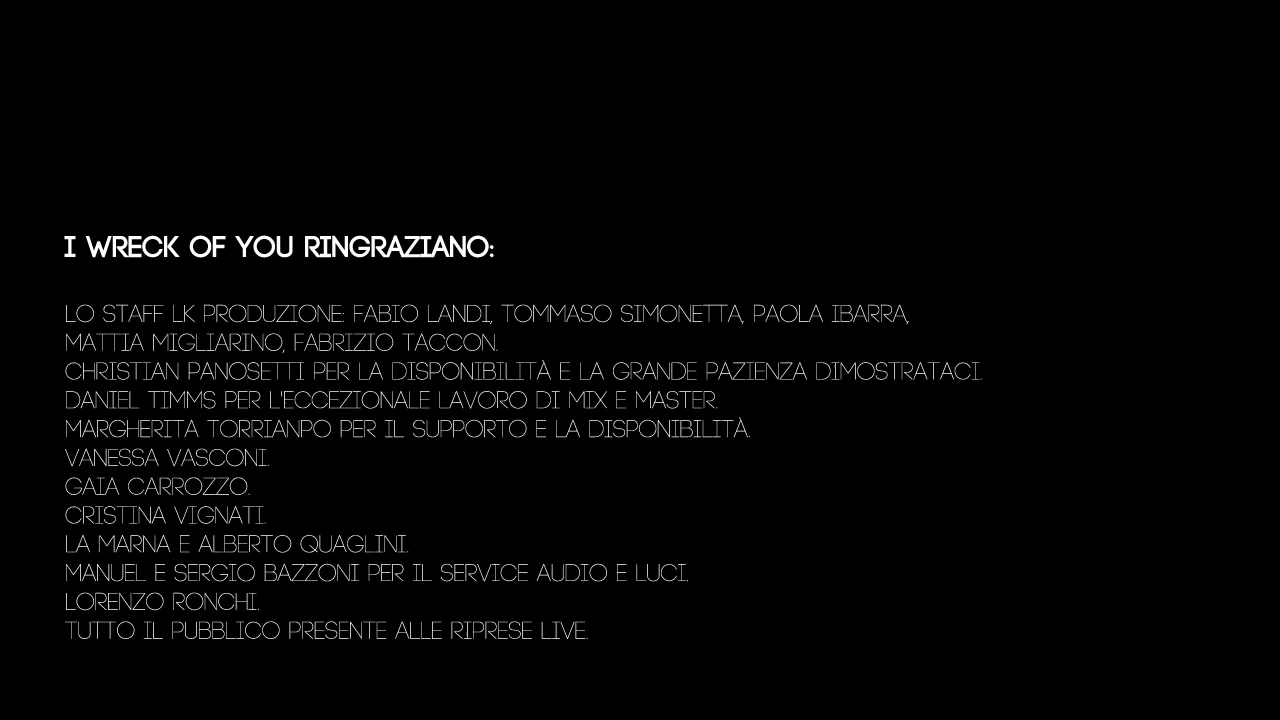 I WRECK OF YOU RINGRAZIANO:
LO STAFF LK PRODUZIONE: FABIO LANDI, TOMMASO SIMONETTA, PAOLA IBARRA,
MATTIA MIGLIARINO, FABRIZIO TACCON.
CHRISTIAN PANOSETTI PER LA DISPONIBILITÀ E LA GRANDE PAZIENZA DIMOSTRATACI.
DANIEL TIMMS PER L'ECCEZIONALE LAVORO DI MIX E MASTER.
MARGHERITA TORRIANPO PER IL SUPPORTO E LA DISPONIBILITÀ.
VANESSA VASCONI.
GAIA CARROZZO.
CRISTINA VIGNATI.
LA MARNA E ALBERTO QUAGLINI.
MANUEL E SERGIO BAZZONI PER IL SERVICE AUDIO E LUCI.
LORENZO RONCHI.
TUTTO IL PUBBLICO PRESENTE ALLE RIPRESE LIVE.